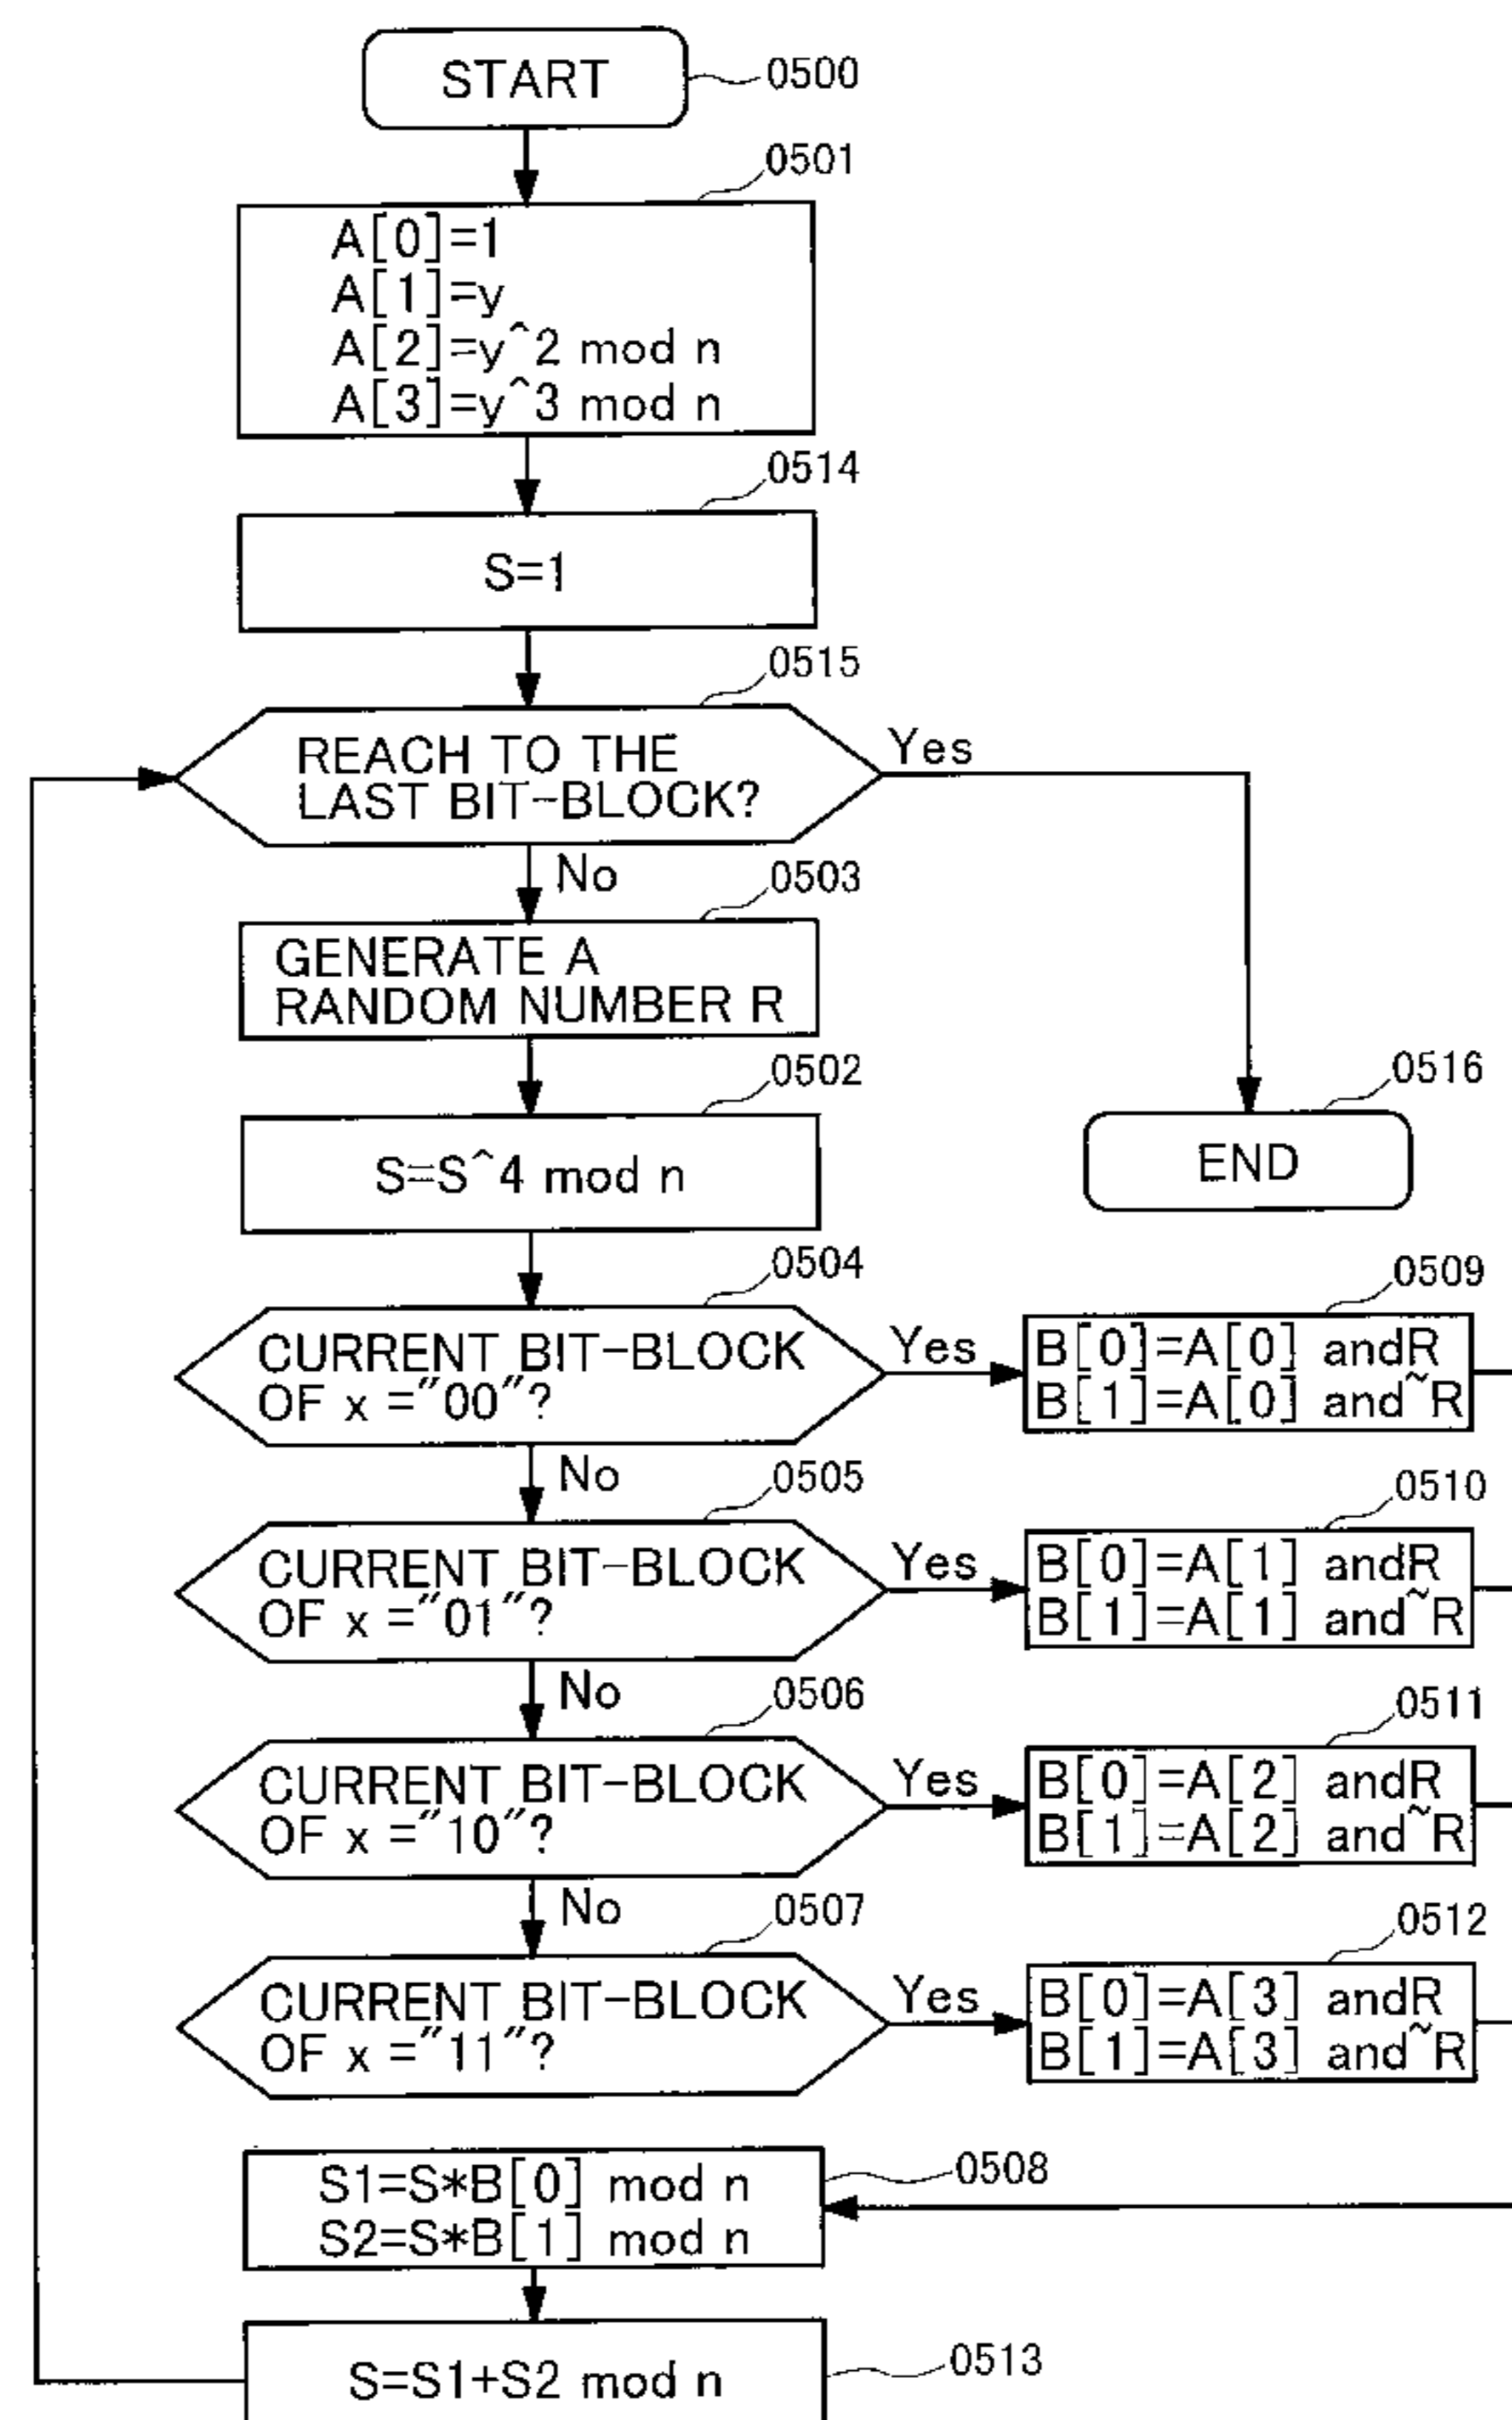 START
0500
0501
A[0]=1
A[1]=y
A[2]=y^2 mod n
A[3]=y^3 mod n
0514
S=1
0515
REACH TO THE
LAST BIT-BLOCK?
Yes
No
0503
GENERATE A
RANDOM NUMBER R
0502
S=S^4 mod n
0516
END
0504
CURRENT BIT-BLOCK
OF x ="00"?
Yes
0509
B[0]=A[0] andR
B[1]=A[0] and~R
No
0505
CURRENT BIT-BLOCK
OF x ="01"?
Yes
0510
B[0]=A[1] andR
B[1]=A[1] and~R
No
0506
CURRENT BIT-BLOCK
OF x ="10"?
Yes
0511
B[0]=A[2] andR
B[1]=A[2] and~R
No
0507
CURRENT BIT-BLOCK
OF x ="11"?
Yes
0512
B[0]=A[3] andR
B[1]=A[3] and~R
S1=S*B[0] mod n
S2=S*B[1] mod n
0508
S=S1+S2 mod n
0513